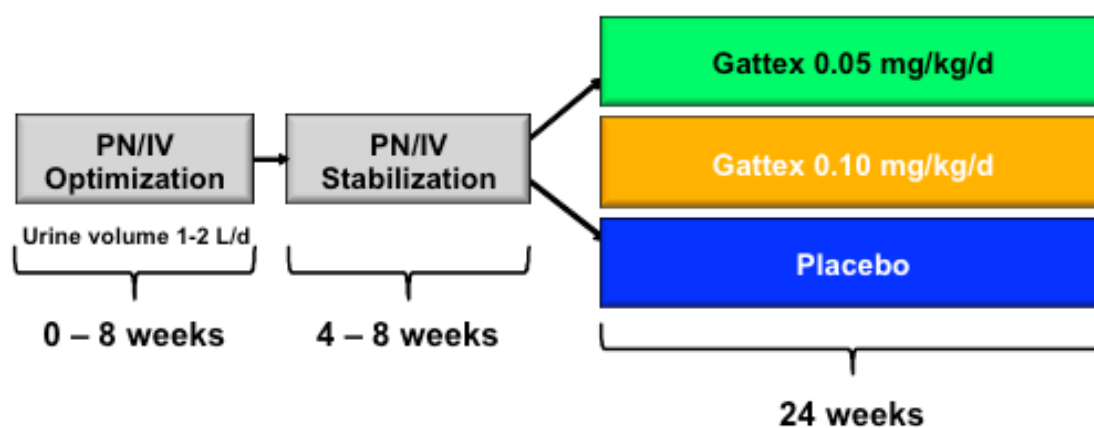 PN/IV
Optimization
Urine volume 1-2 L/d
0 – 8 weeks
PN/IV
Stabilization
4 – 8 weeks
Gattex 0.05 mg/kg/d
Gattex 0.10 mg/kg/d
Placebo
24 weeks